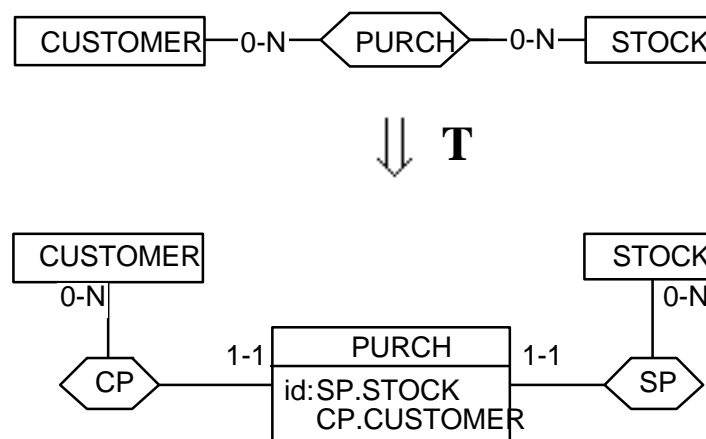 CUSTOMER 0-N PURCH 0-N STOCK
T
CUSTOMER STOCK
0-N 0-N
1-1 PURCH 1-1
CP id:SP.STOCK SP
CP.CUSTOMER